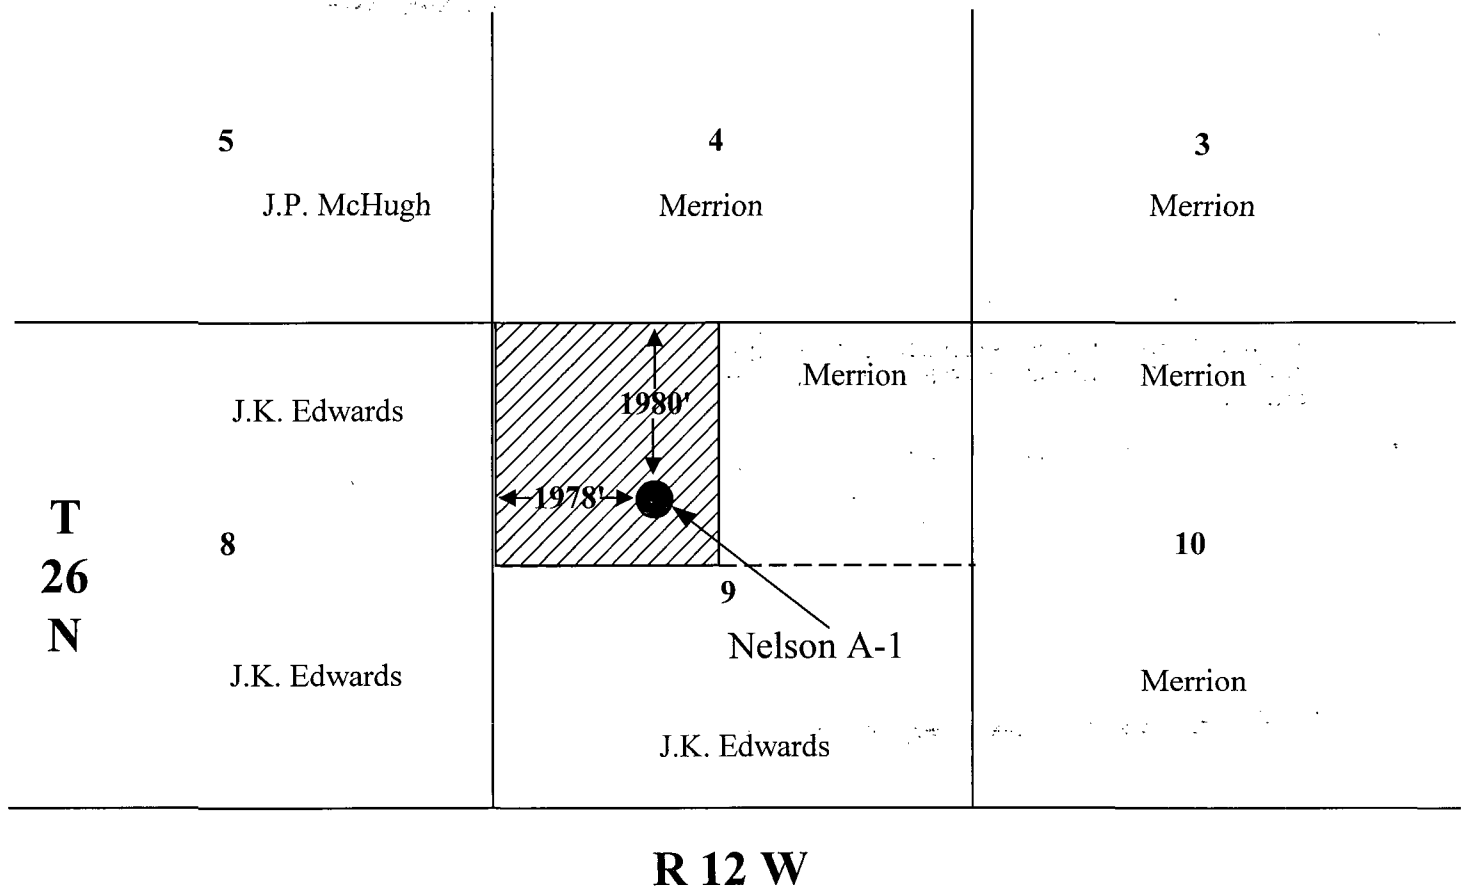 5
4
3
J.P. McHugh
Merrion
Merrion
Merrion
Merrion
1980'
J.K. Edwards
1978'
T
26
N
8
10
9
Nelson A-1
J.K. Edwards
Merrion
J.K. Edwards
R 12 W